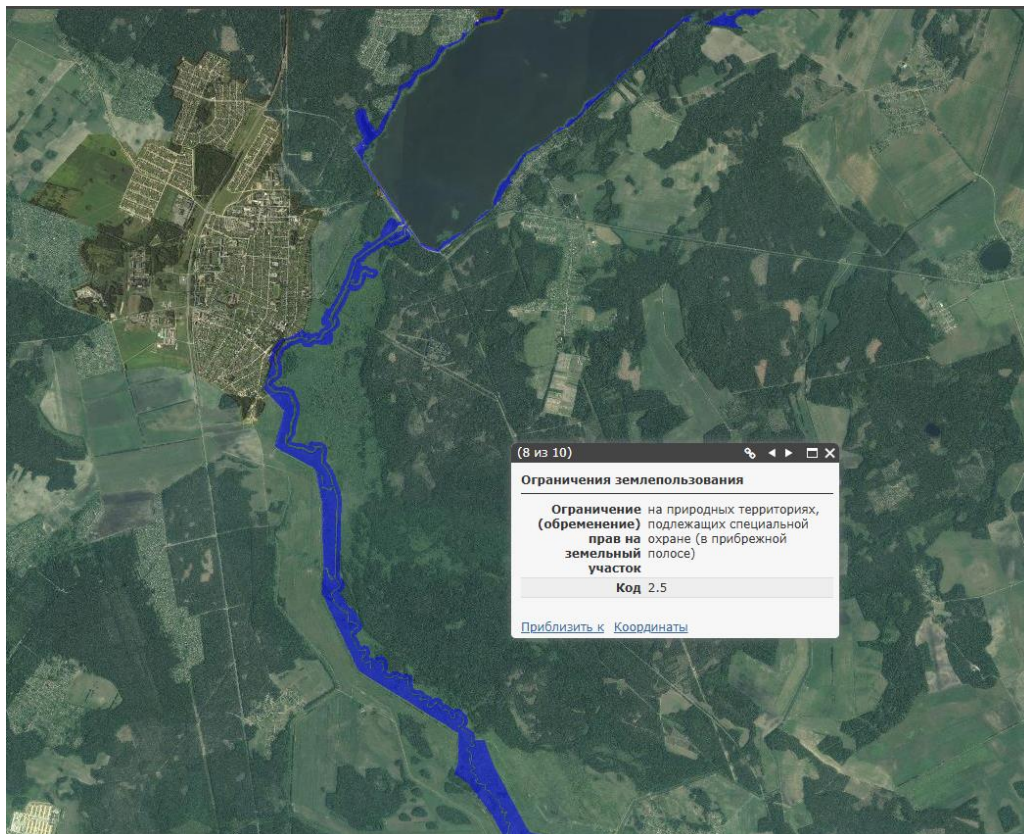 (8 из 10)
Ограничения землепользования
Ограничение на природных территориях,
(обременение) подлежащих специальной
прав на охране (в прибрежной
земельный полосе)
участок
Код 2.5
Приблизить к Координаты